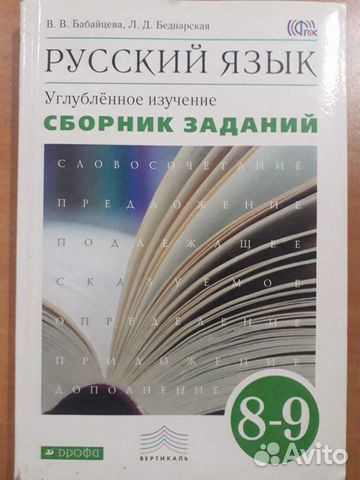 В. В. Бабайцева, Л. Д. Беднарская
ФГОС
РУССКИЙ ЯЗЫК
Углублённое изучение
СБОРНИК ЗАДАНИЙ
СЛОВОСОЧЕТАНИЕ
ПРЕДЛОЖЕНИЕ
ПОДЛЕЖАЩЕЕ
СКАЗУЕМОЕ
ОПРЕДЕЛЕНИЕ
ПРИЛОЖЕНИЕ
ДОПОЛНЕНИЕ
8-9
ДРОФА
ВЕРТИКАЛЬ
Avito